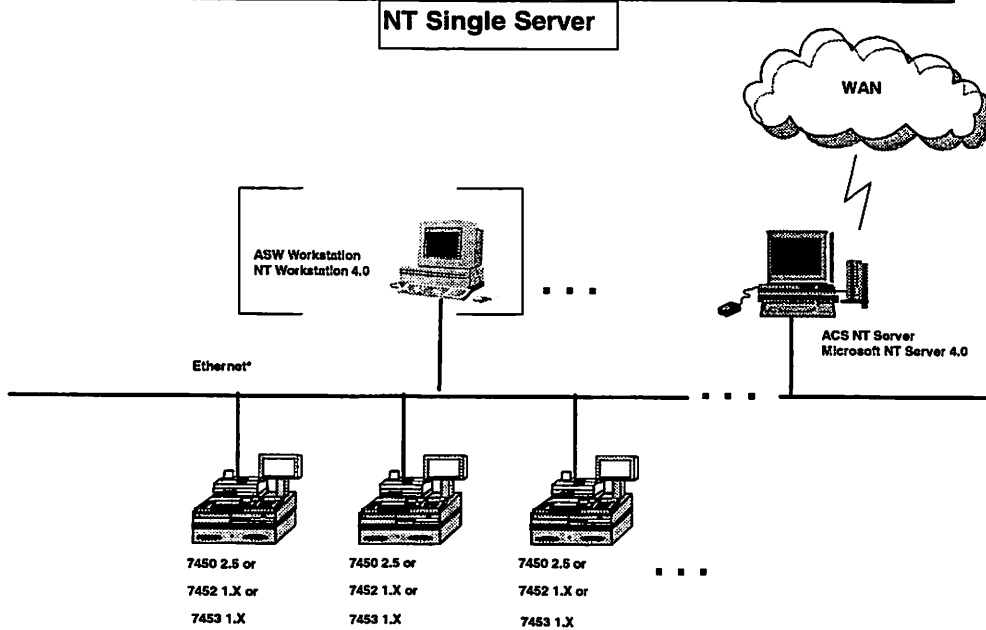 NT Single Server
WAN
ASW Workstation
NT Workstation 4.0
ACS NT Server
Microsoft NT Server 4.0
Ethernet*
7450 2.5 or
7452 1.X or
7453 1.X
7450 2.5 or
7452 1.X or
7453 1.X
7450 2.5 or
7452 1.X or
7453 1.X